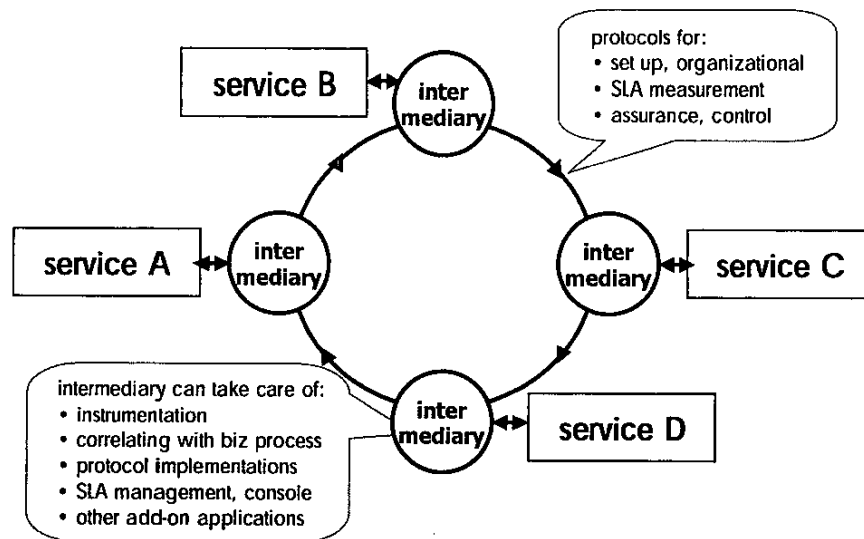 protocols for:
• set up, organizational
• SLA measurement
• assurance, control
service B
inter
mediary
service A
inter
mediary
inter
mediary
service C
intermediary can take care of:
• instrumentation
• correlating with biz process
• protocol implementations
• SLA management, console
• other add-on applications
inter
mediary
service D